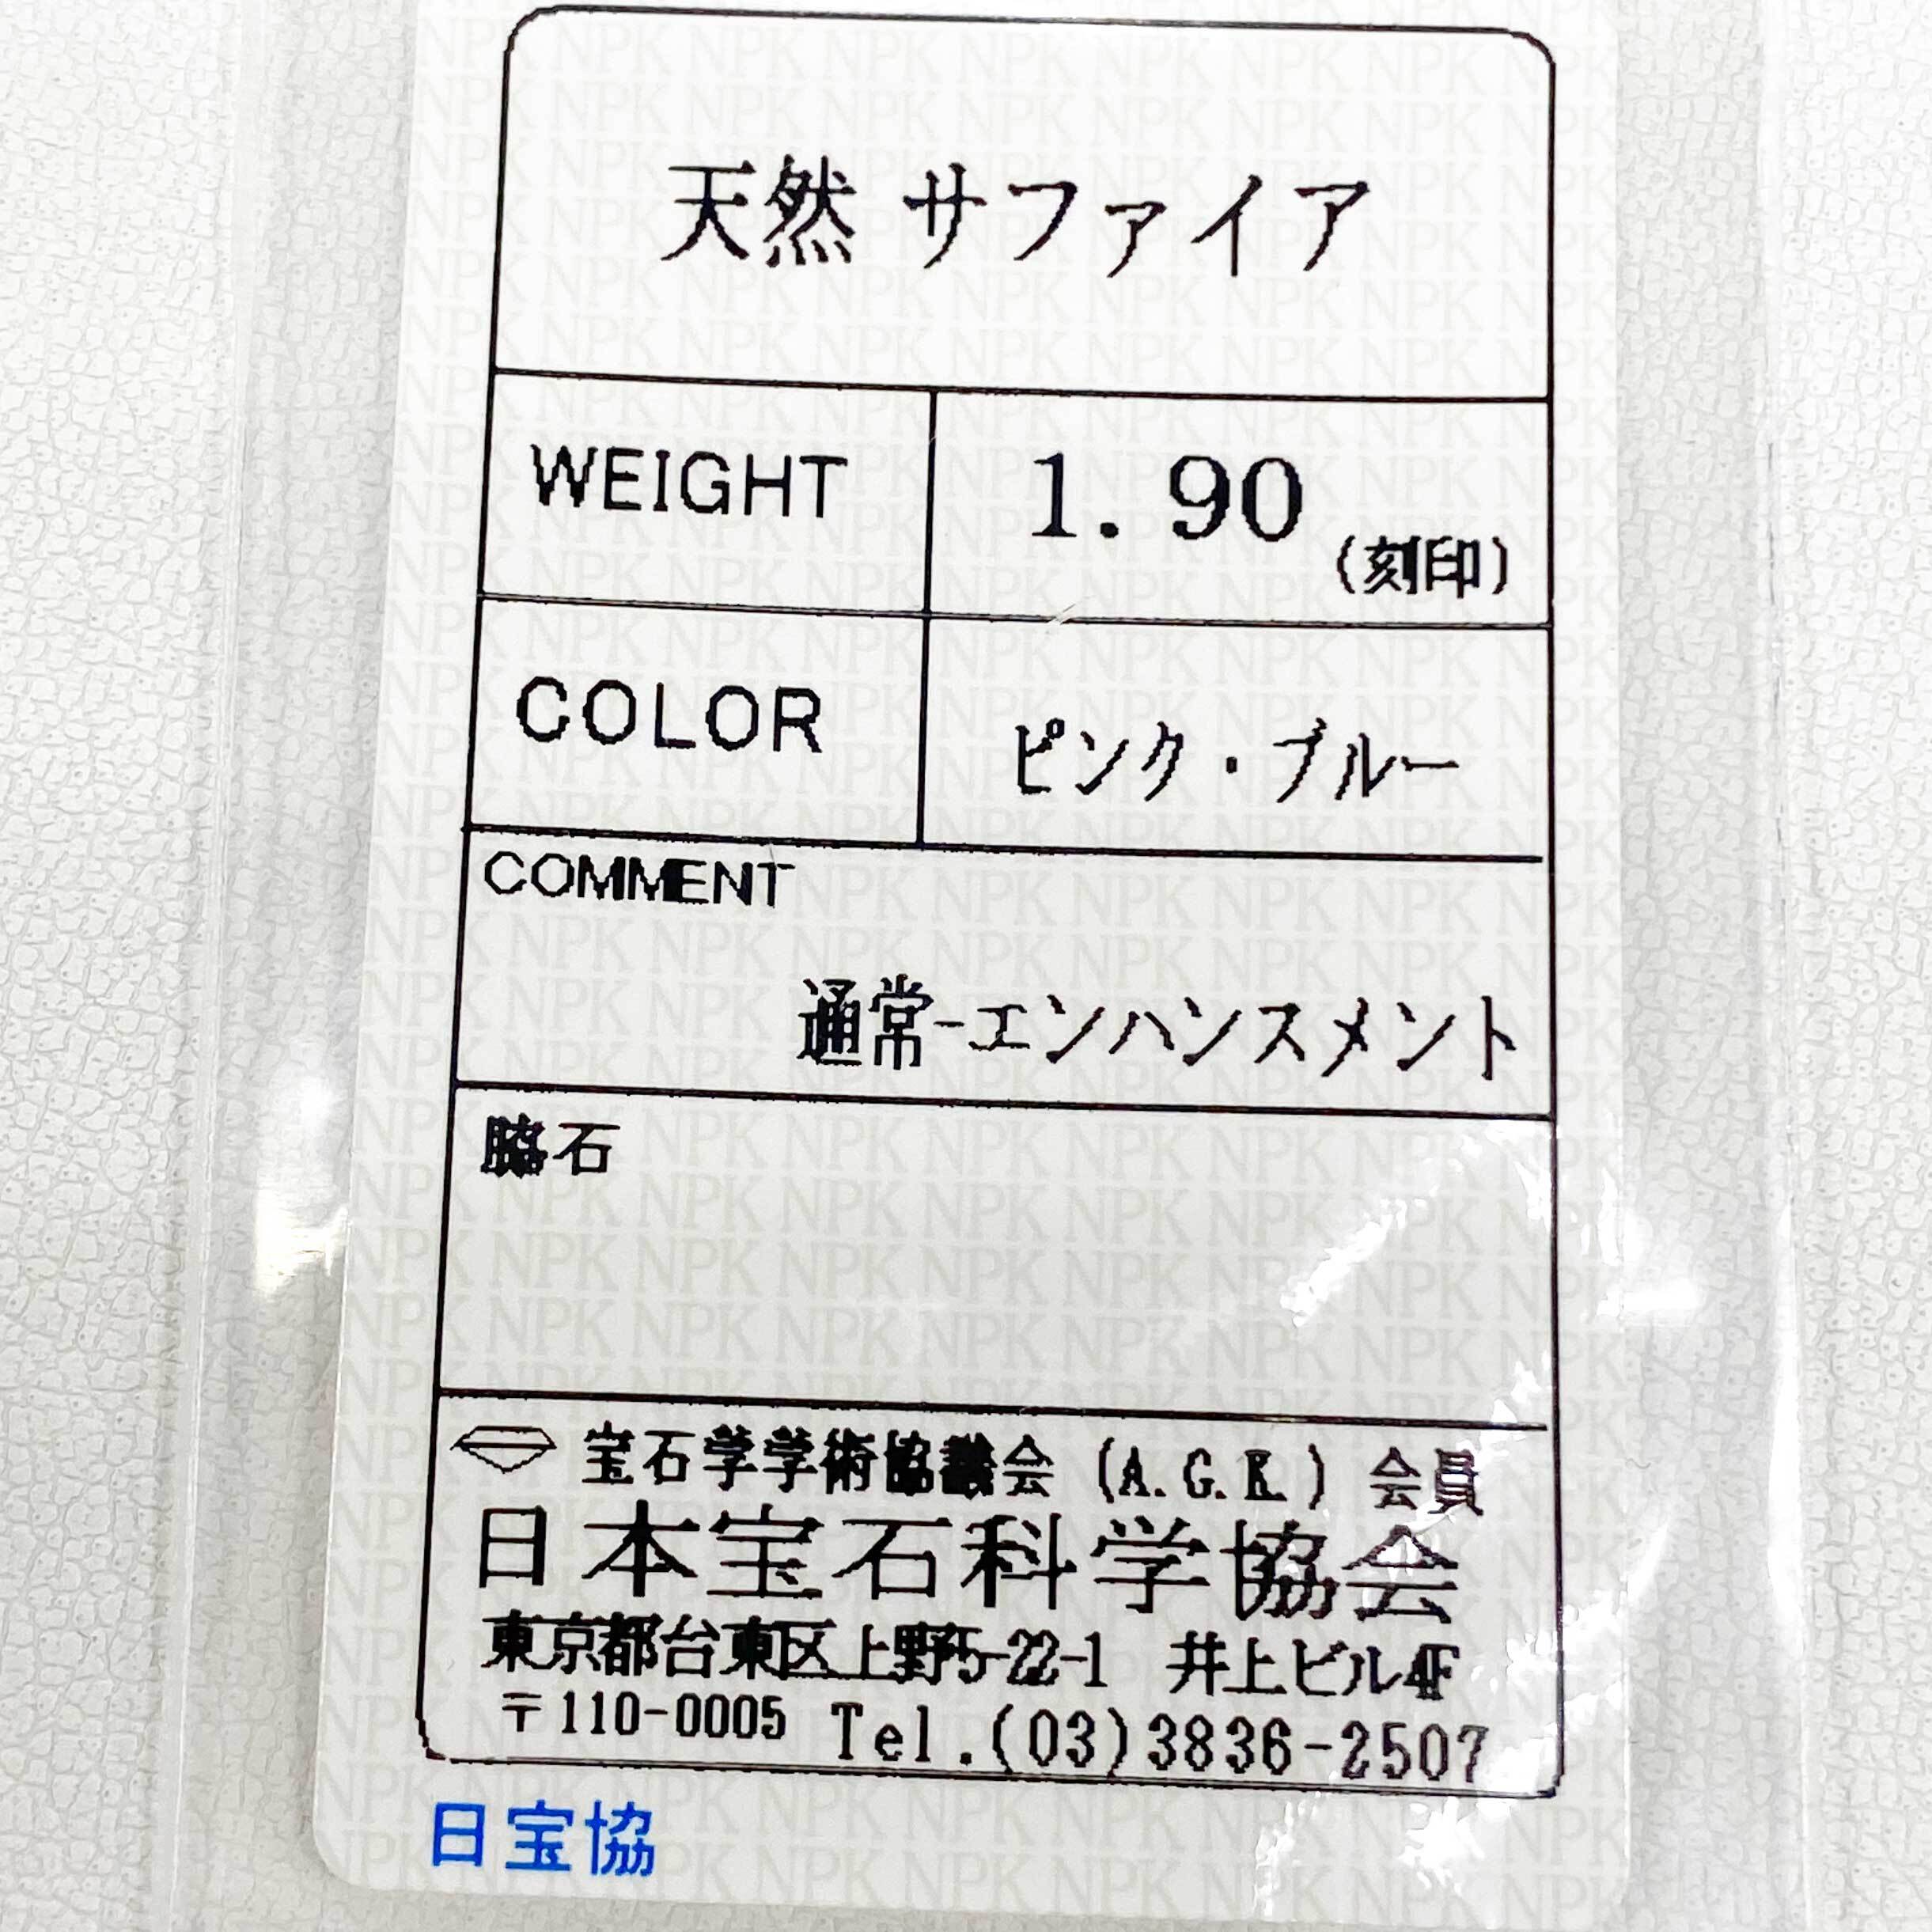 天然 サファイア
WEIGHT 1.90 (刻印)
COLOR ピンク・ブルー
COMMENT
通常-エンハンスメント
脇石
宝石学学術協議会 (A.G.K.) 会員
日本宝石科学協会
東京都台東区上野5-22-1 井上ビル4F
〒110-0005 Tel.(03)3836-2507
日宝協